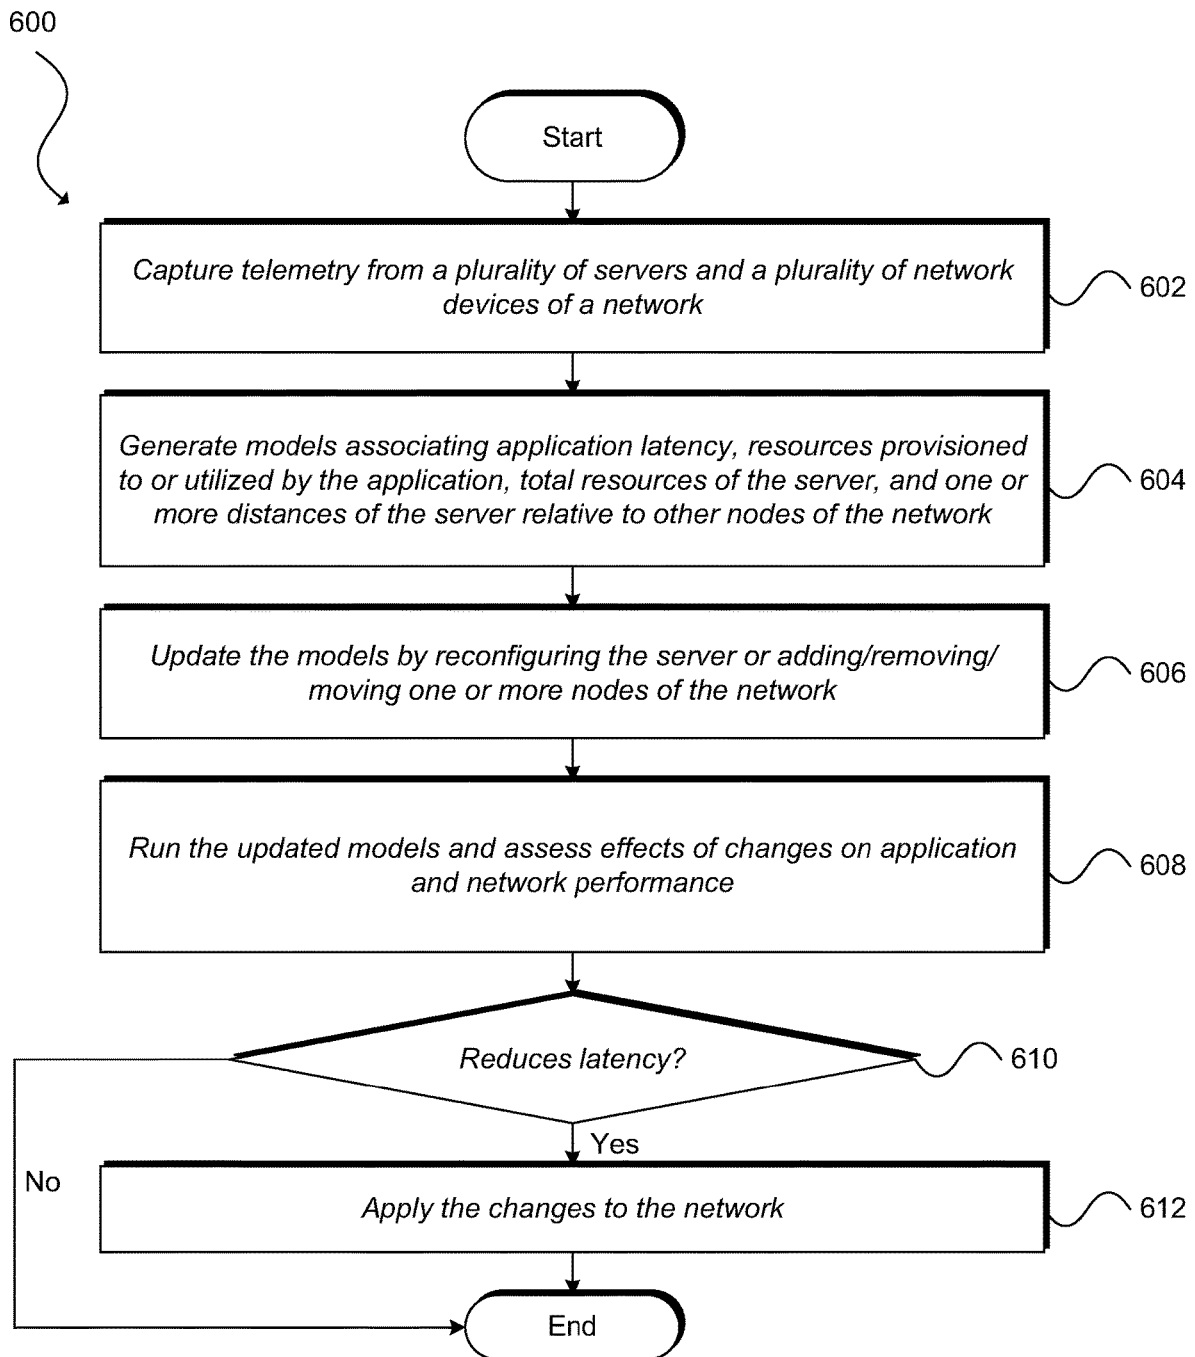 600
Start
Capture telemetry from a plurality of servers and a plurality of network
devices of a network
602
Generate models associating application latency, resources provisioned
to or utilized by the application, total resources of the server, and one or
more distances of the server relative to other nodes of the network
604
Update the models by reconfiguring the server or adding/removing/
moving one or more nodes of the network
606
Run the updated models and assess effects of changes on application
and network performance
608
Reduces latency?
610
Yes
No
Apply the changes to the network
612
End